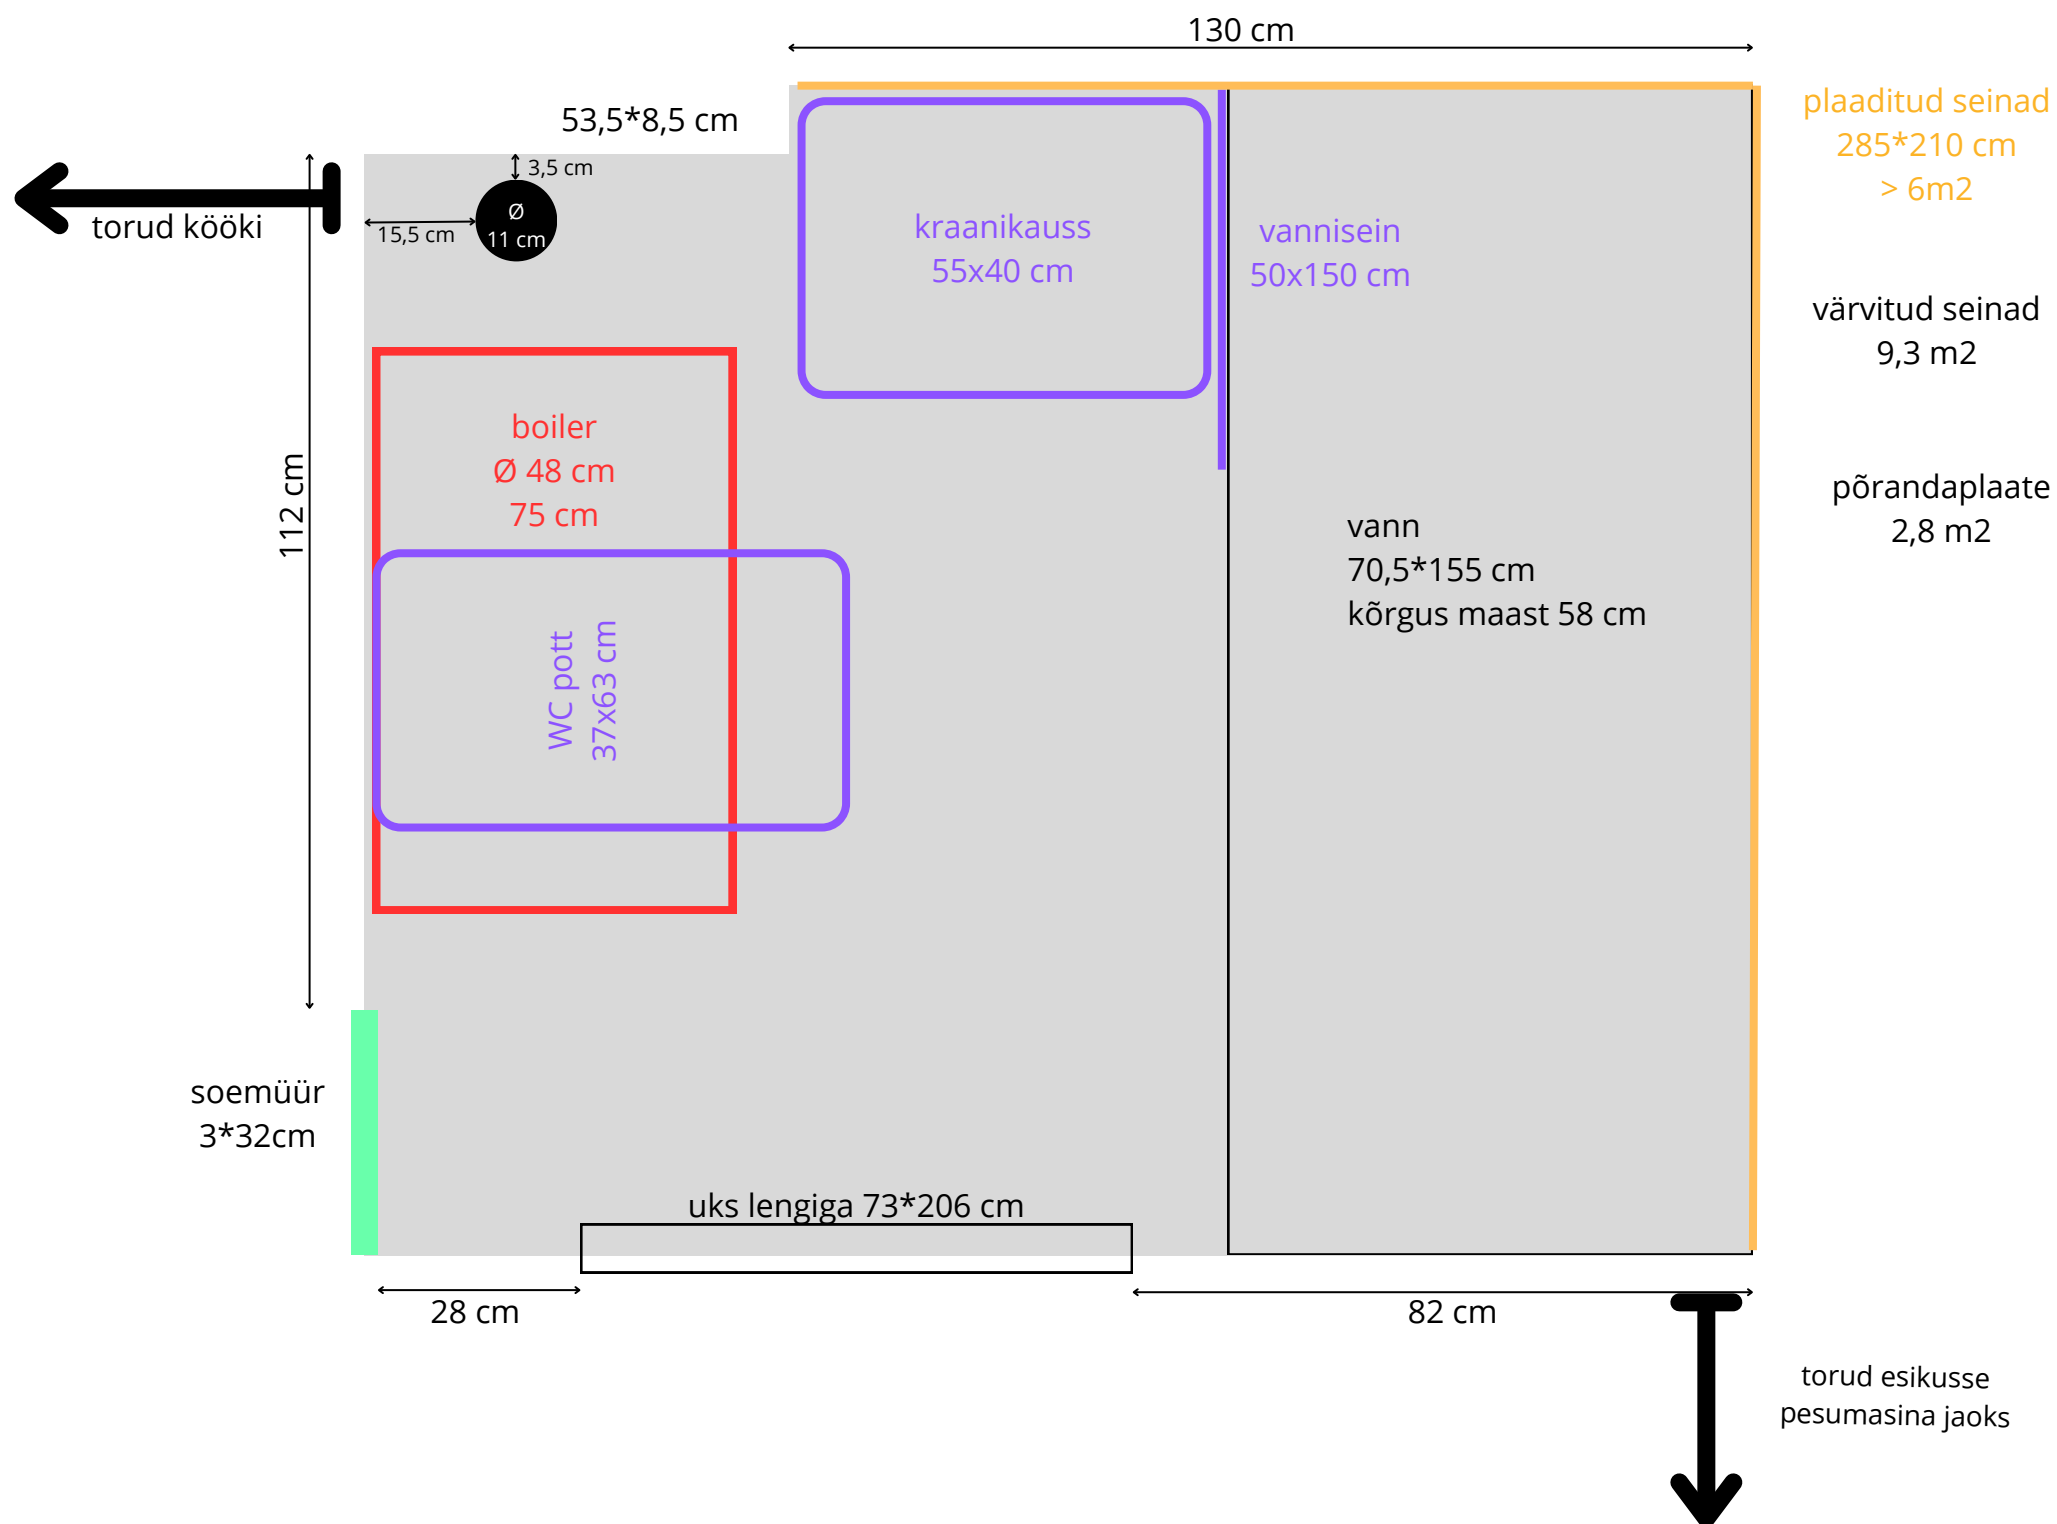 130 cm
53,5*8,5 cm
plaaditud seinad
285*210 cm
> 6m2
3,5 cm
torud kööki
15,5 cm
Ø
11 cm
kraanikauss
55x40 cm
vannisein
50x150 cm
värvitud seinad
9,3 m2
boiler
Ø 48 cm
75 cm
112 cm
põrandaplaate
2,8 m2
vann
70,5*155 cm
kõrgus maast 58 cm
WC pott
37x63 cm
soemüür
3*32cm
uks lengiga 73*206 cm
28 cm
82 cm
torud esikusse
pesumasina jaoks